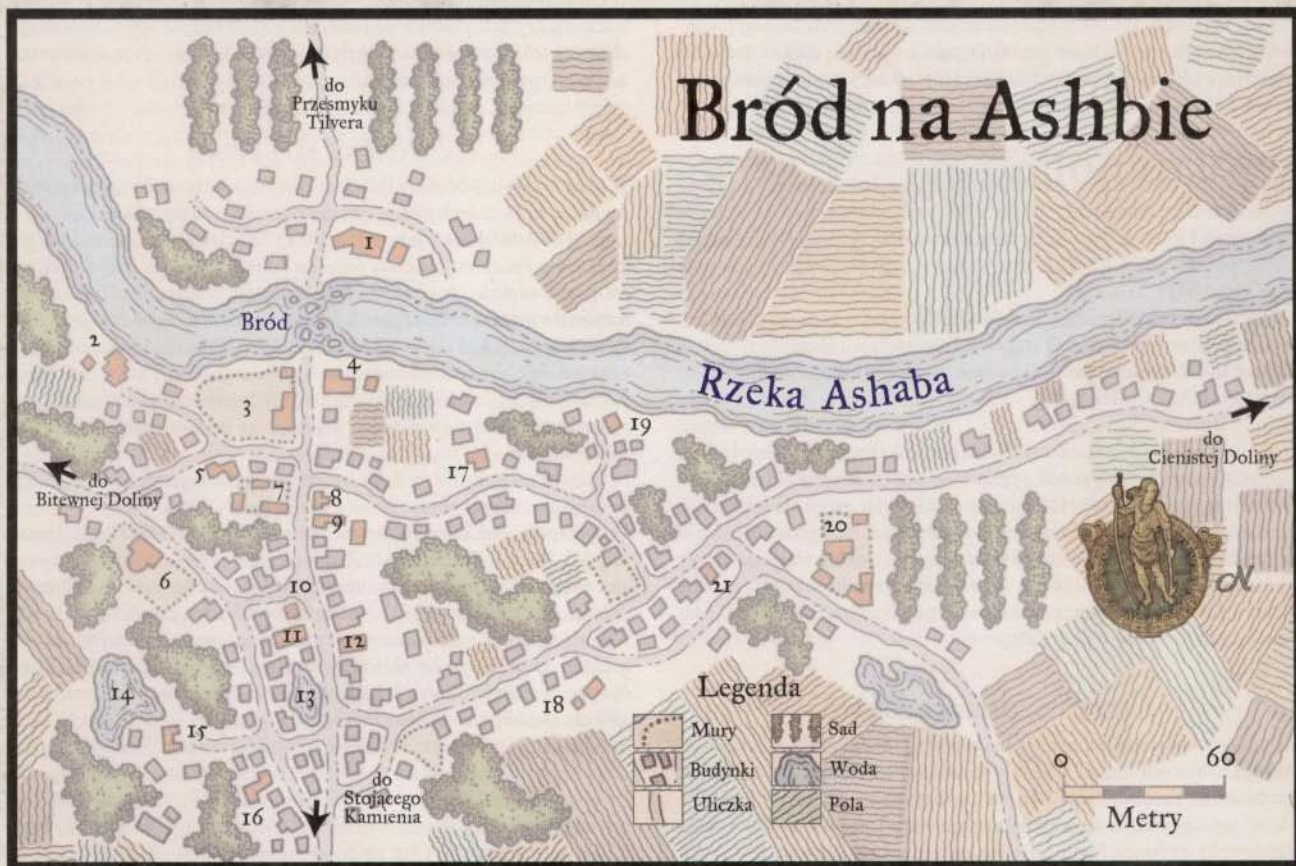 Bród na Ashbie
do
Przesmyku
Tilvera
1
Bród
2
3
4
Rzeka Ashaba
5
do
Bitewnej Doliny
6
7
8
9
10
11
12
13
14
15
16
17
18
19
20
21
do
Cienistej Doliny
N
do
Stojącego
Kamienia
Legenda
Mury
Sad
Budynki
Woda
Uliczka
Pola
0
60
Metry